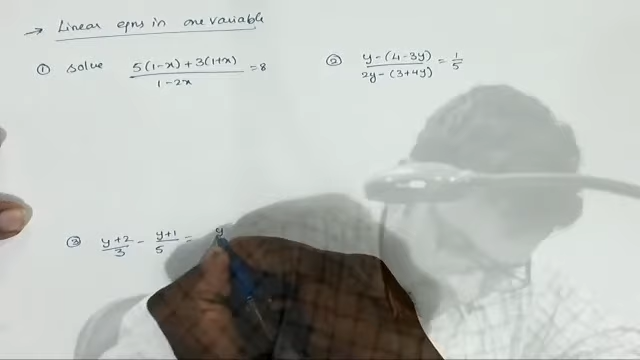 → Linear eqns in one variable
① solve (5(1-x)+3(1+x))/(1-2x) = 8
② (y-(4-3y))/(2y-(3+4y)) = 1/5
③ (y+2)/3 - (y+1)/5 = y